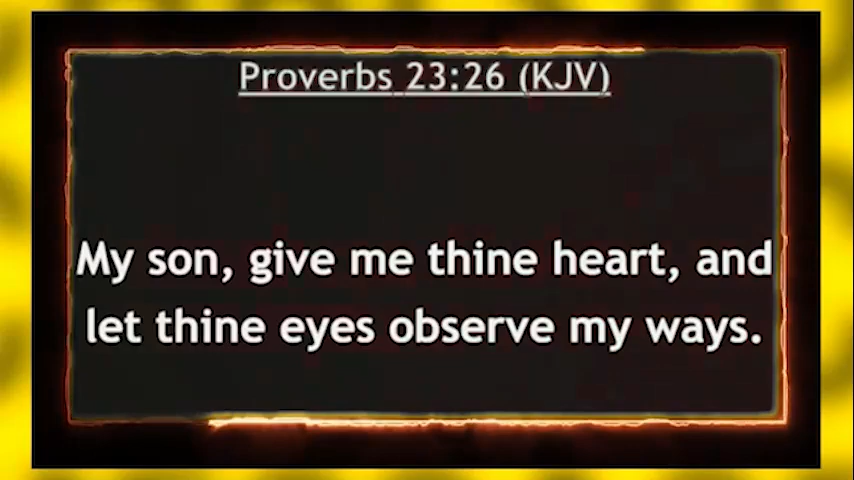 Proverbs 23:26 (KJV)
My son, give me thine heart, and
let thine eyes observe my ways.